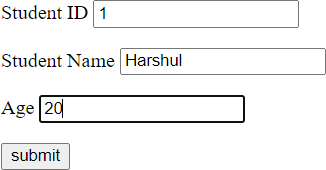 Student ID 1
Student Name Harshul
Age 20
submit